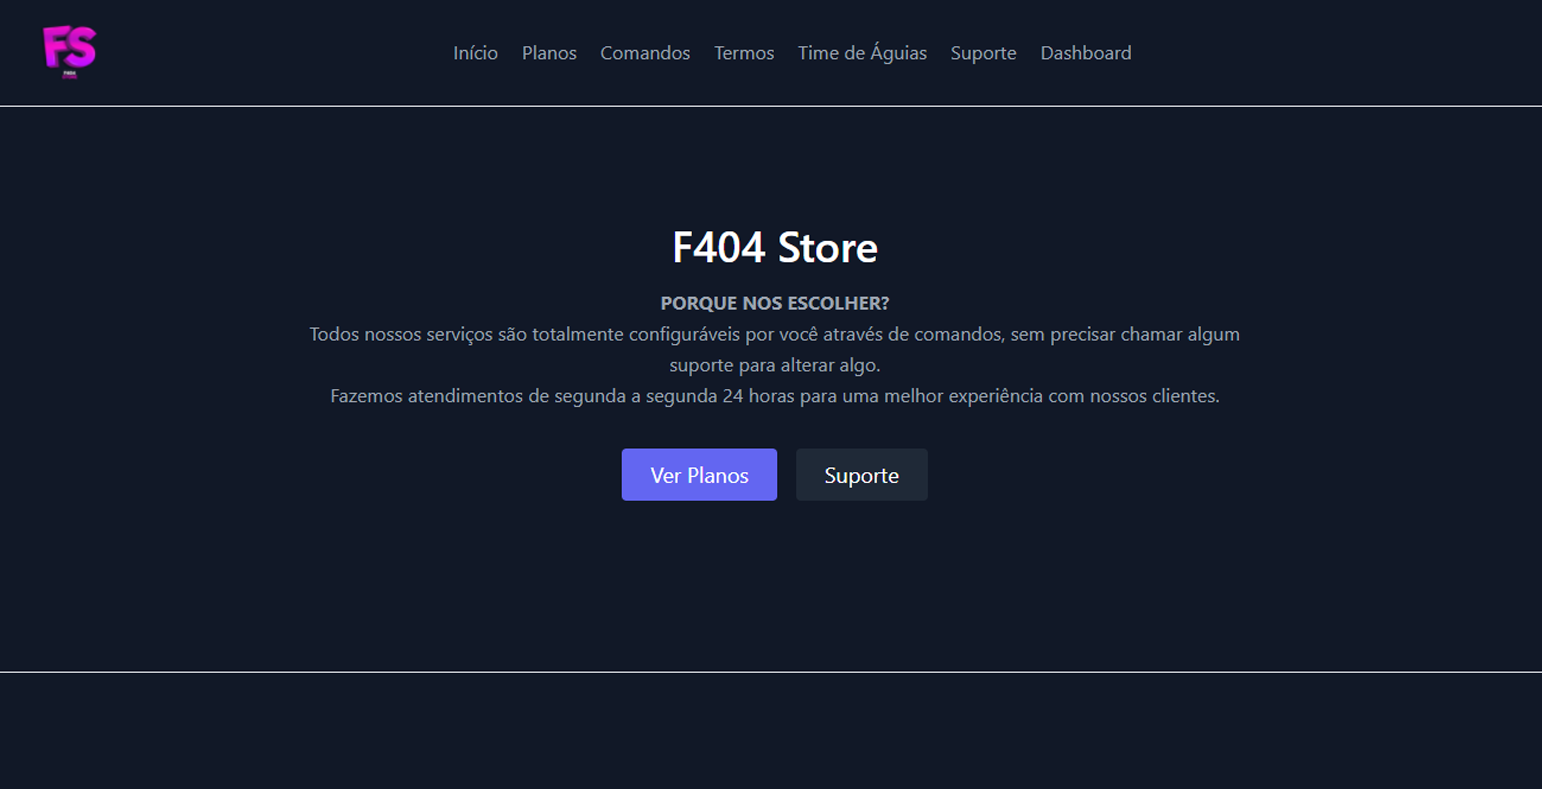 FS
Início Planos Comandos Termos Time de Águias Suporte Dashboard
F404 Store
PORQUE NOS ESCOLHER?
Todos nossos serviços são totalmente configuráveis por você através de comandos, sem precisar chamar algum
suporte para alterar algo.
Fazemos atendimentos de segunda a segunda 24 horas para uma melhor experiência com nossos clientes.
Ver Planos Suporte